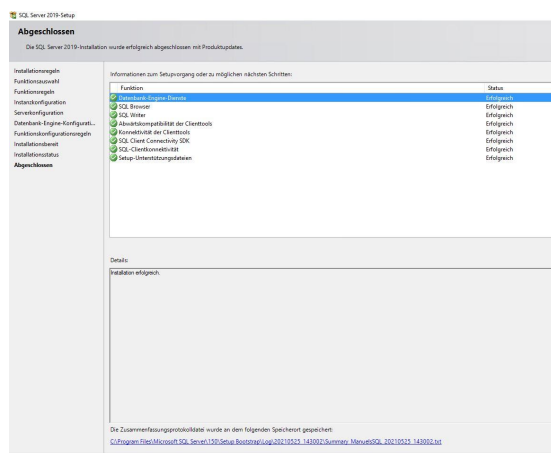 SQL Server 2019-Setup
Abgeschlossen
Die SQL Server 2019-Installation wurde erfolgreich abgeschlossen mit Produktupdates.
Installationsregeln
Funktionsauswahl
Funktionsregeln
Instanzkonfiguration
Serverkonfiguration
Datenbank-Engine-Konfigurati...
Funktionskonfigurationsregeln
Installationsbereit
Installationsstatus
Abgeschlossen
Informationen zum Setupvorgang oder zu möglichen nächsten Schritten:
Funktion Status
Datenbank-Engine-Dienste Erfolgreich
SQL Browser Erfolgreich
SQL Writer Erfolgreich
Abwärtskompatibilität der Clienttools Erfolgreich
Konnektivität der Clienttools Erfolgreich
SQL Client Connectivity SDK Erfolgreich
SQL-Clientkonnektivität Erfolgreich
Setup-Unterstützungsdateien Erfolgreich
Details:
Installation erfolgreich.
Die Zusammenfassungsprotokolldatei wurde an dem folgenden Speicherort gespeichert:
C:\Program Files\Microsoft SQL Server\150\Setup Bootstrap\Log\20210525_143002\Summary_ManuelsSQL_20210525_143002.txt